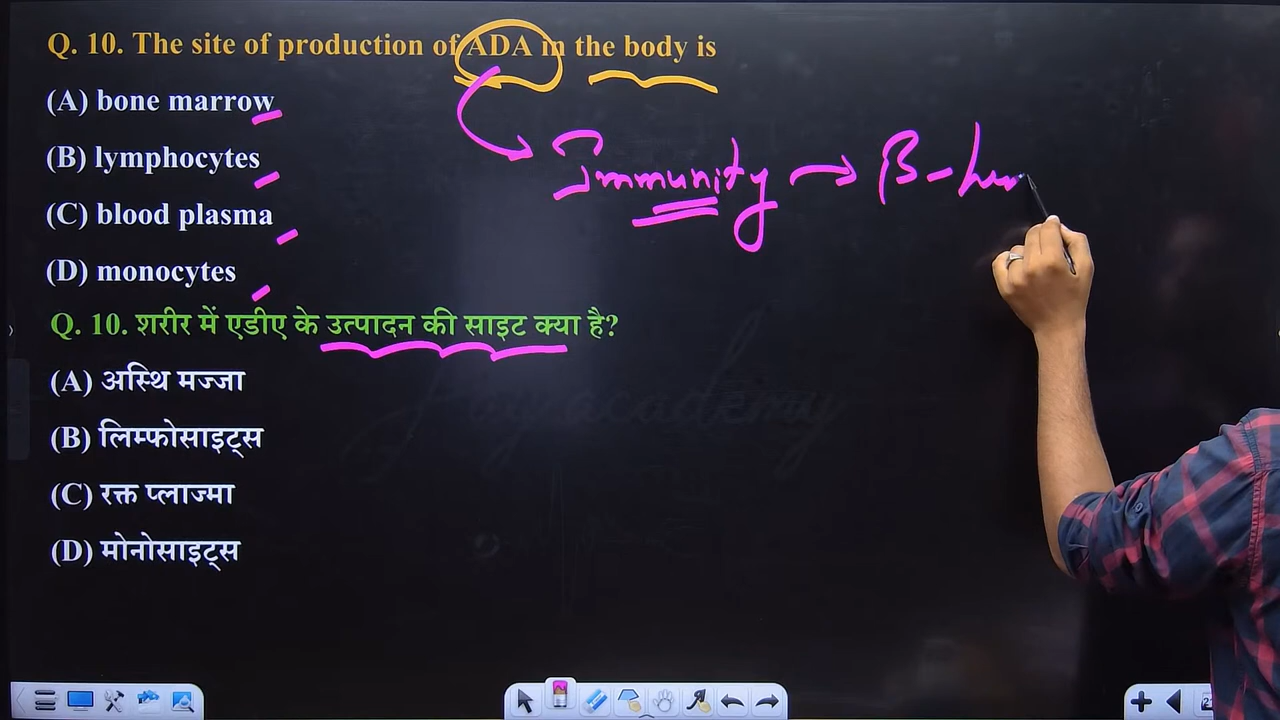 Q. 10. The site of production of ADA in the body is
(A) bone marrow
(B) lymphocytes
(C) blood plasma
(D) monocytes
Immunity → B-
Q. 10. शरीर में एडीए के उत्पादन की साइट क्या है?
(A) अस्थि मज्जा
(B) लिम्फोसाइट्स
(C) रक्त प्लाज्मा
(D) मोनोसाइट्स